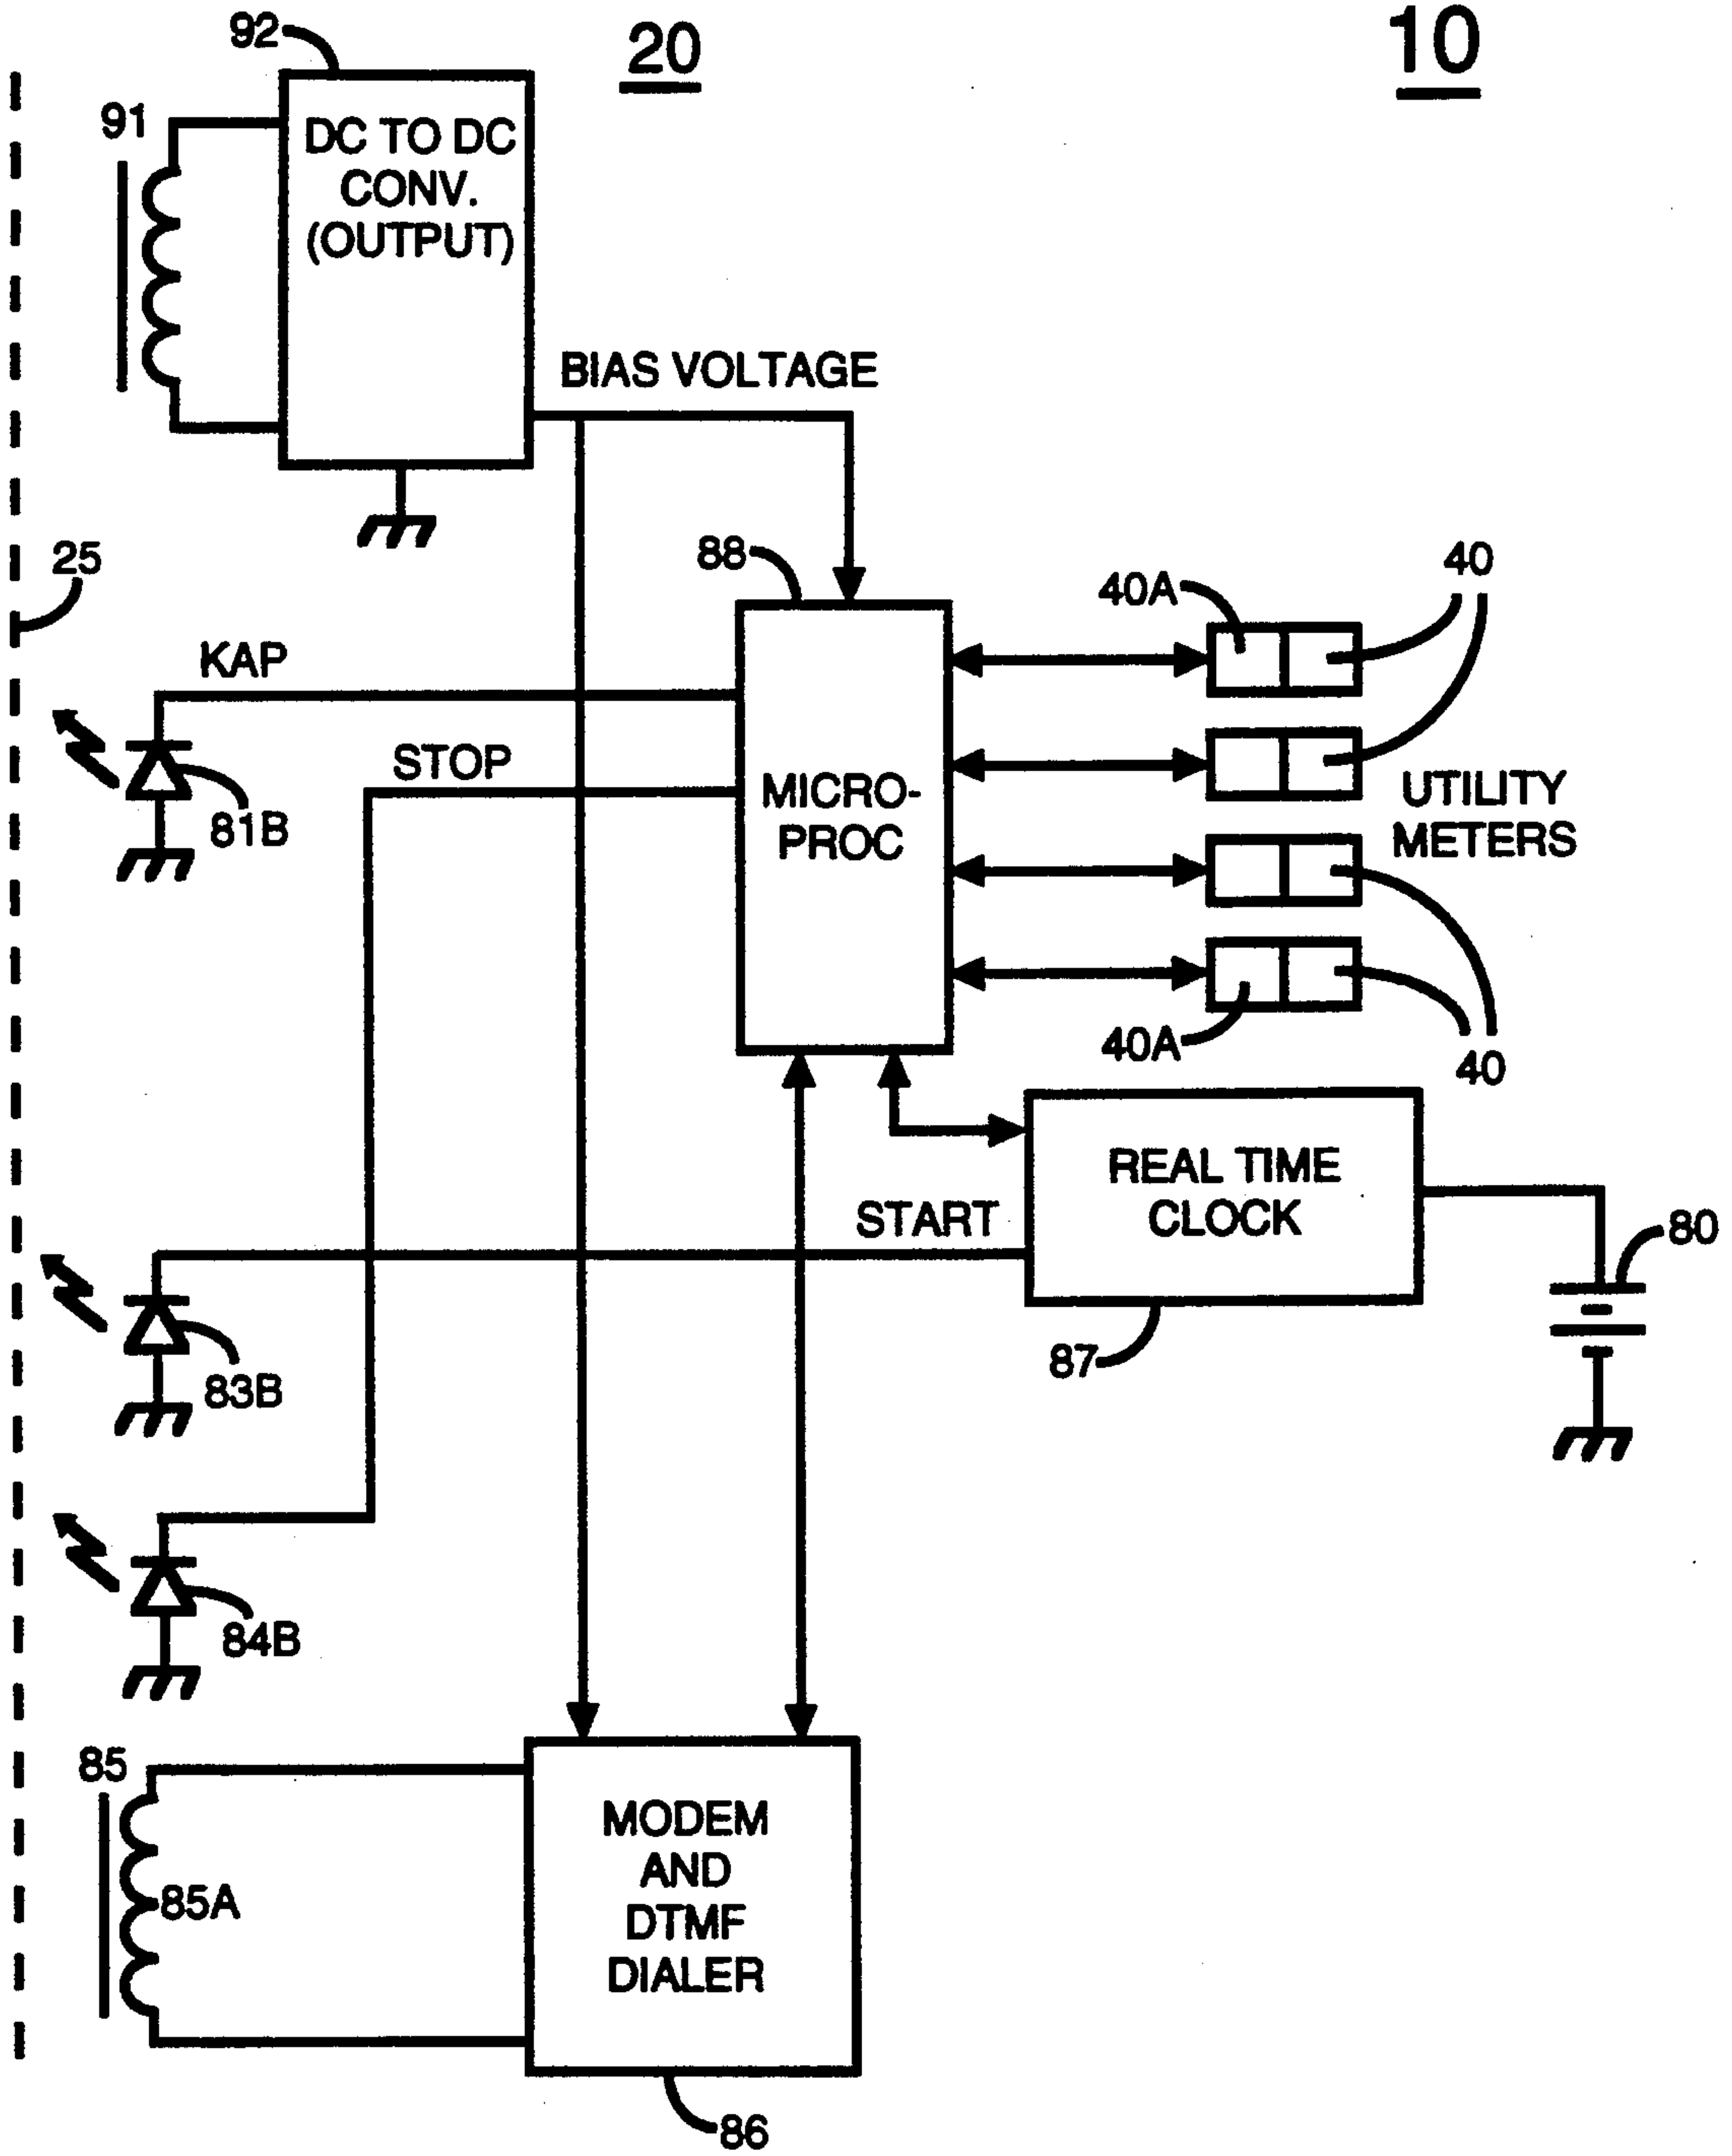 92
20
10
91
DC TO DC
CONV.
(OUTPUT)
BIAS VOLTAGE
25
88
40A
40
KAP
STOP
81B
MICRO-
PROC
UTILITY
METERS
40A
40
REAL TIME
CLOCK
START
80
87
83B
84B
85
85A
MODEM
AND
DTMF
DIALER
86